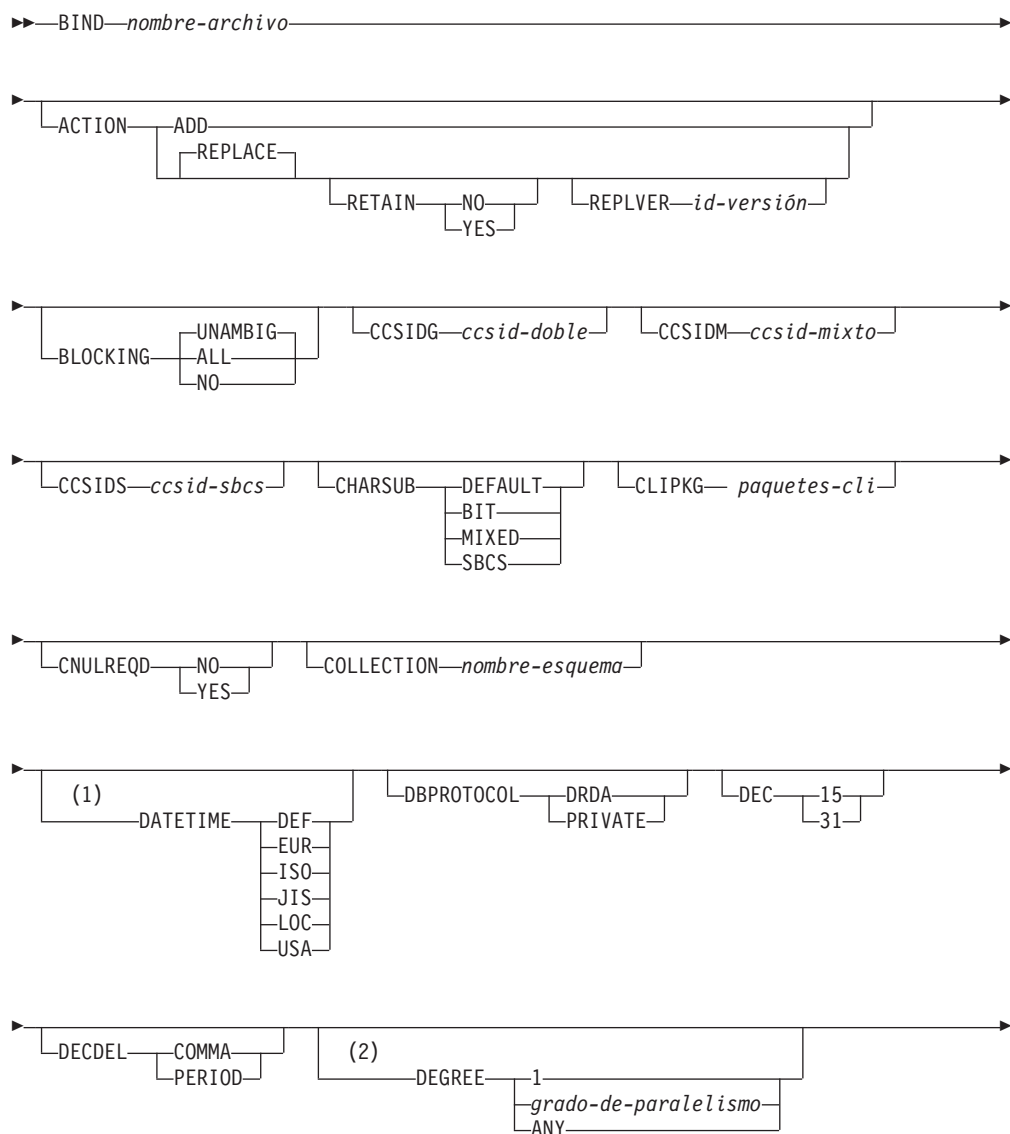 BIND nombre-archivo
ACTION ADD
REPLACE
RETAIN NO REPLVER id-versión
YES
UNAMBIG CCSIDG ccsid-doble CCSIDM ccsid-mixto
BLOCKING ALL
NO
CCSIDS ccsid-sbcs CHARSUB DEFAULT CLIPKG paquetes-cli
BIT
MIXED
SBCS
CNULREQD NO COLLECTION nombre-esquema
YES
(1) DBPROTOCOL DRDA DEC 15
DATETIME DEF PRIVATE 31
EUR
ISO
JIS
LOC
USA
DECDEL COMMA (2)
PERIOD DEGREE 1
grado-de-paralelismo
ANY